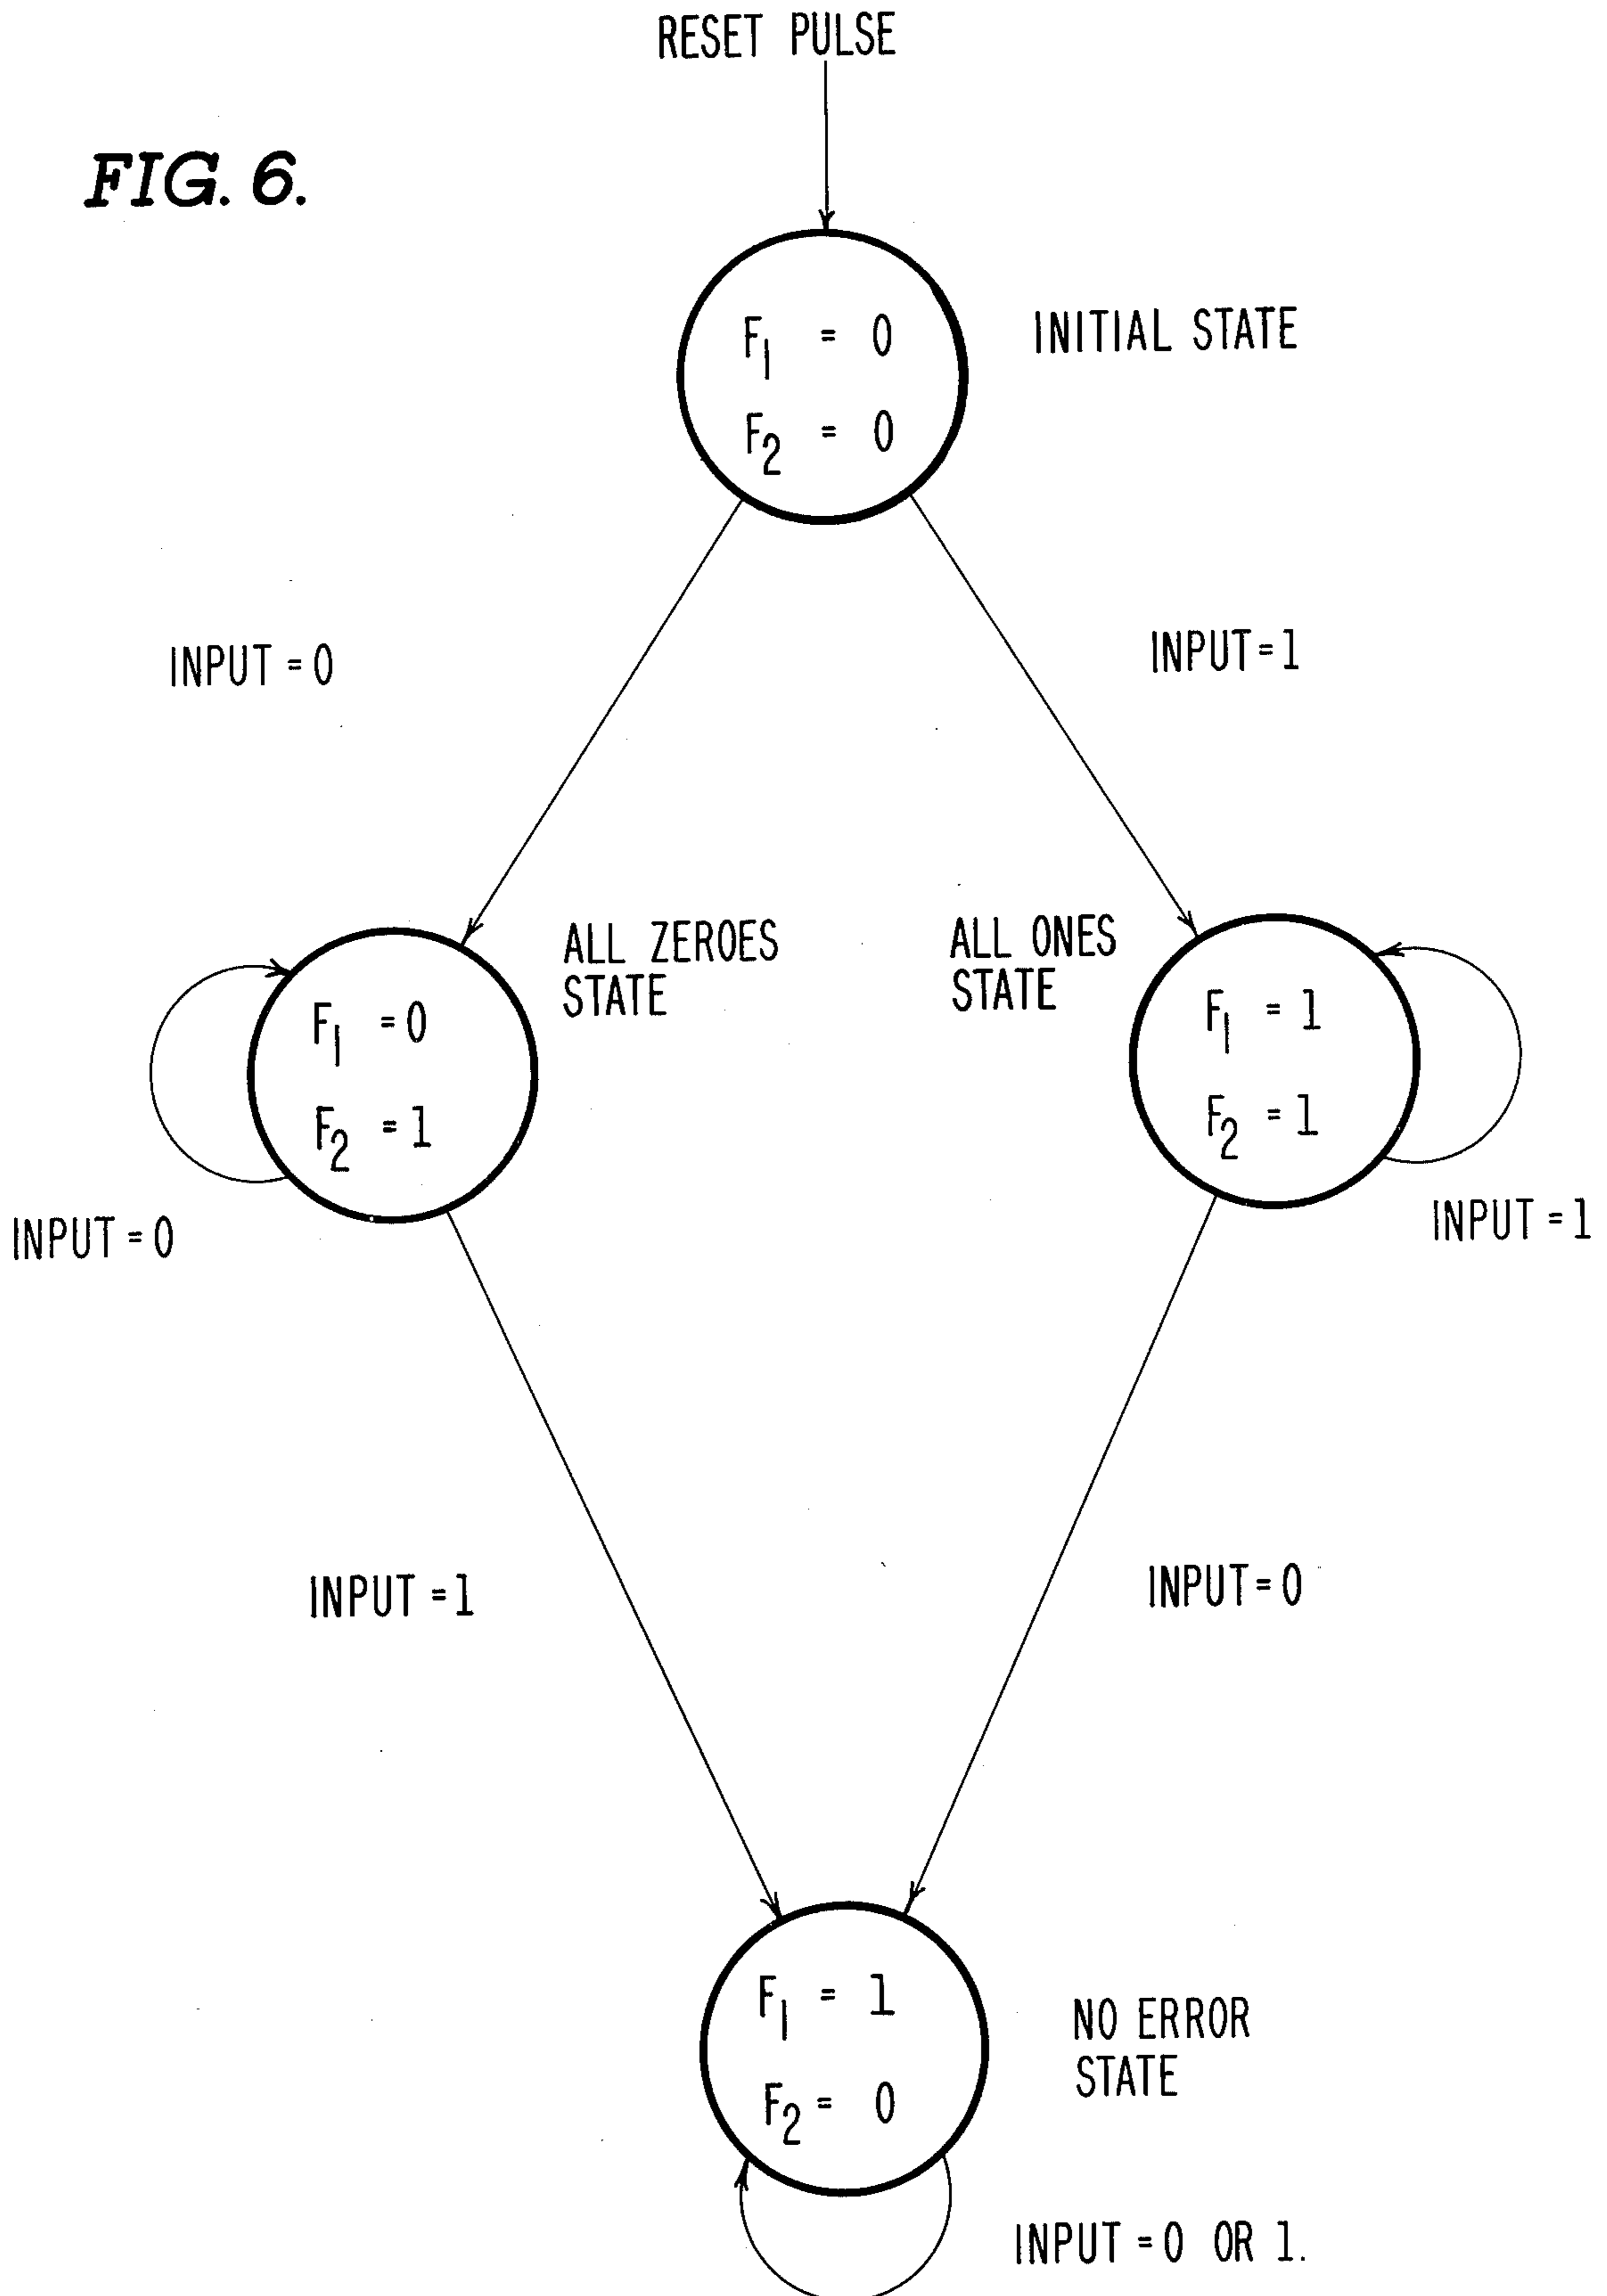 RESET PULSE
FIG. 6.
F1 = 0
F2 = 0
INITIAL STATE
INPUT = 0
INPUT=1
ALL ZEROES
STATE
F1 =0
F2 =1
INPUT = 0
ALL ONES
STATE
F1 = 1
F2 = 1
INPUT =1
INPUT =1
INPUT=0
F1 = 1
F2 = 0
NO ERROR
STATE
INPUT =0 OR 1.